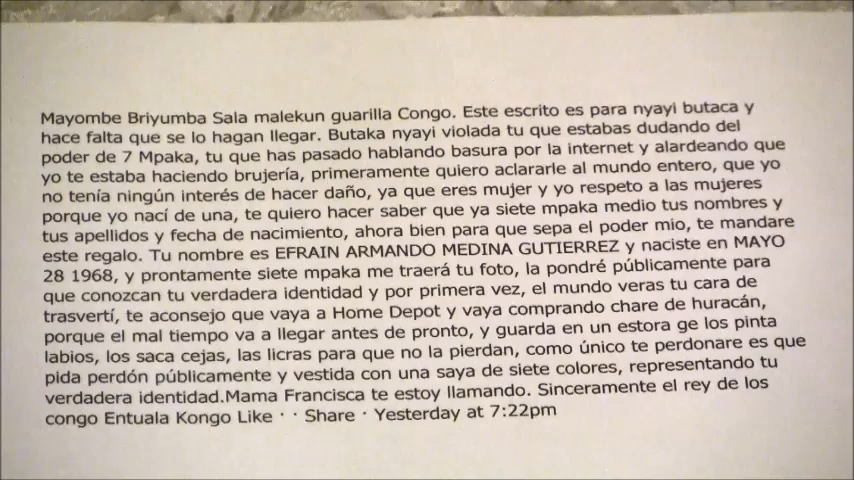 Mayombe Briyumba Sala malekun guarilla Congo. Este escrito es para nyayi butaca y
hace falta que se lo hagan llegar. Butaka nyayi violada tu que estabas dudando del
poder de 7 Mpaka, tu que has pasado hablando basura por la internet y alardeando que
yo te estaba haciendo brujería, primeramente quiero aclararle al mundo entero, que yo
no tenía ningún interés de hacer daño, ya que eres mujer y yo respeto a las mujeres
porque yo nací de una, te quiero hacer saber que ya siete mpaka medio tus nombres y
tus apellidos y fecha de nacimiento, ahora bien para que sepa el poder mio, te mandare
este regalo. Tu nombre es EFRAIN ARMANDO MEDINA GUTIERREZ y naciste en MAYO
28 1968, y prontamente siete mpaka me traerá tu foto, la pondré públicamente para
que conozcan tu verdadera identidad y por primera vez, el mundo veras tu cara de
trasvertí, te aconsejo que vaya a Home Depot y vaya comprando chare de huracán,
porque el mal tiempo va a llegar antes de pronto, y guarda en un estora ge los pinta
labios, los saca cejas, las licras para que no la pierdan, como único te perdonare es que
pida perdón públicamente y vestida con una saya de siete colores, representando tu
verdadera identidad.Mama Francisca te estoy llamando. Sinceramente el rey de los
congo Entuala Kongo Like · · Share · Yesterday at 7:22pm